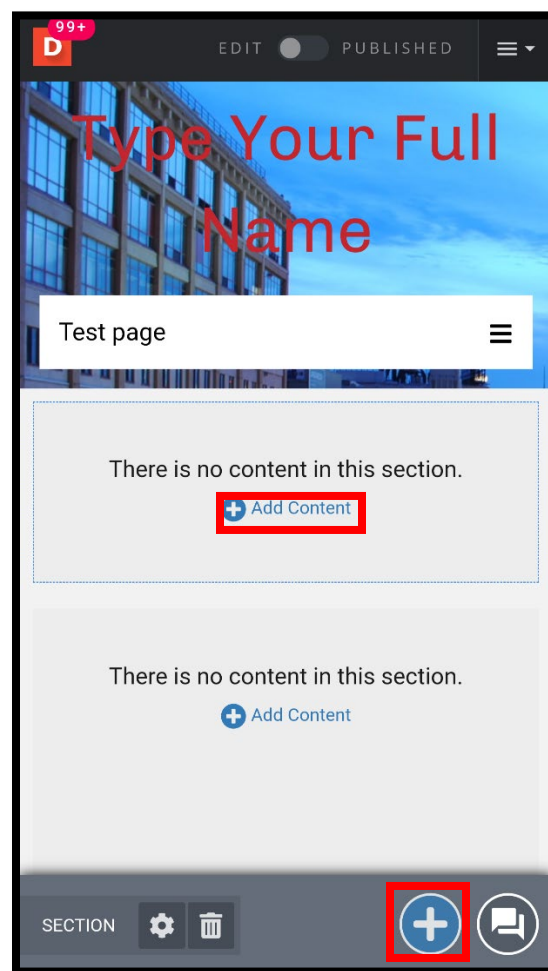 99+
D
EDIT PUBLISHED
Type Your Full
Name
Test page
There is no content in this section.
Add Content
There is no content in this section.
Add Content
SECTION